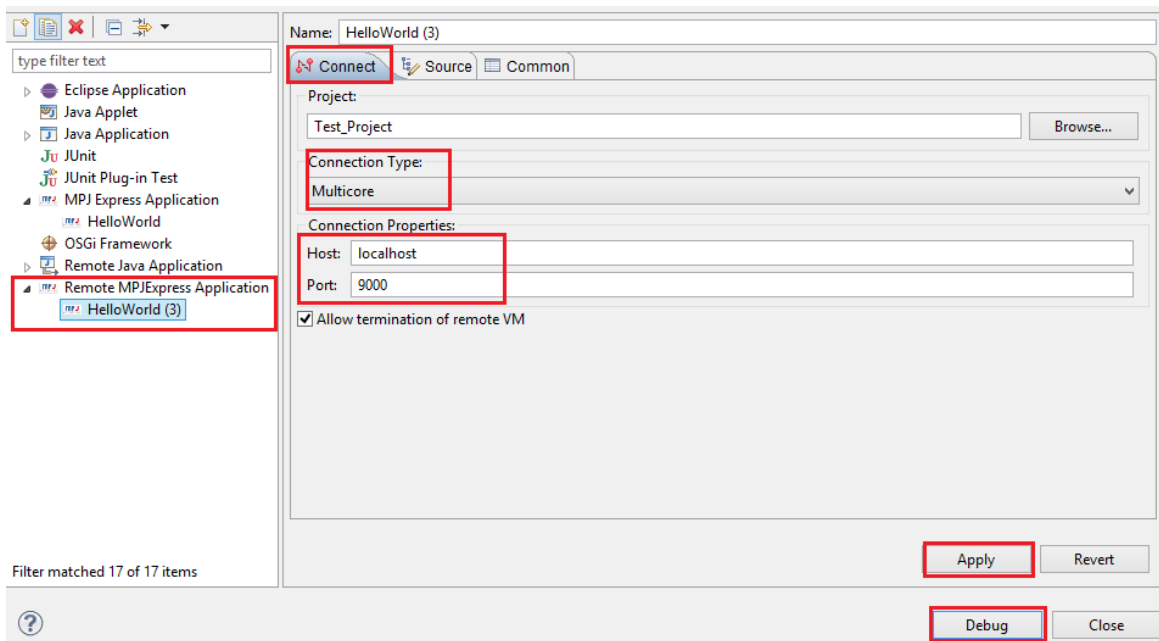 Name: HelloWorld (3)
type filter text
Connect Source Common
Eclipse Application
Java Applet
Java Application
JUnit
JUnit Plug-in Test
MPJ Express Application
HelloWorld
OSGi Framework
Remote Java Application
Remote MPJExpress Application
HelloWorld (3)
Filter matched 17 of 17 items
Project:
Test_Project
Browse...
Connection Type:
Multicore
Connection Properties:
Host: localhost
Port: 9000
Allow termination of remote VM
Apply Revert
Debug Close